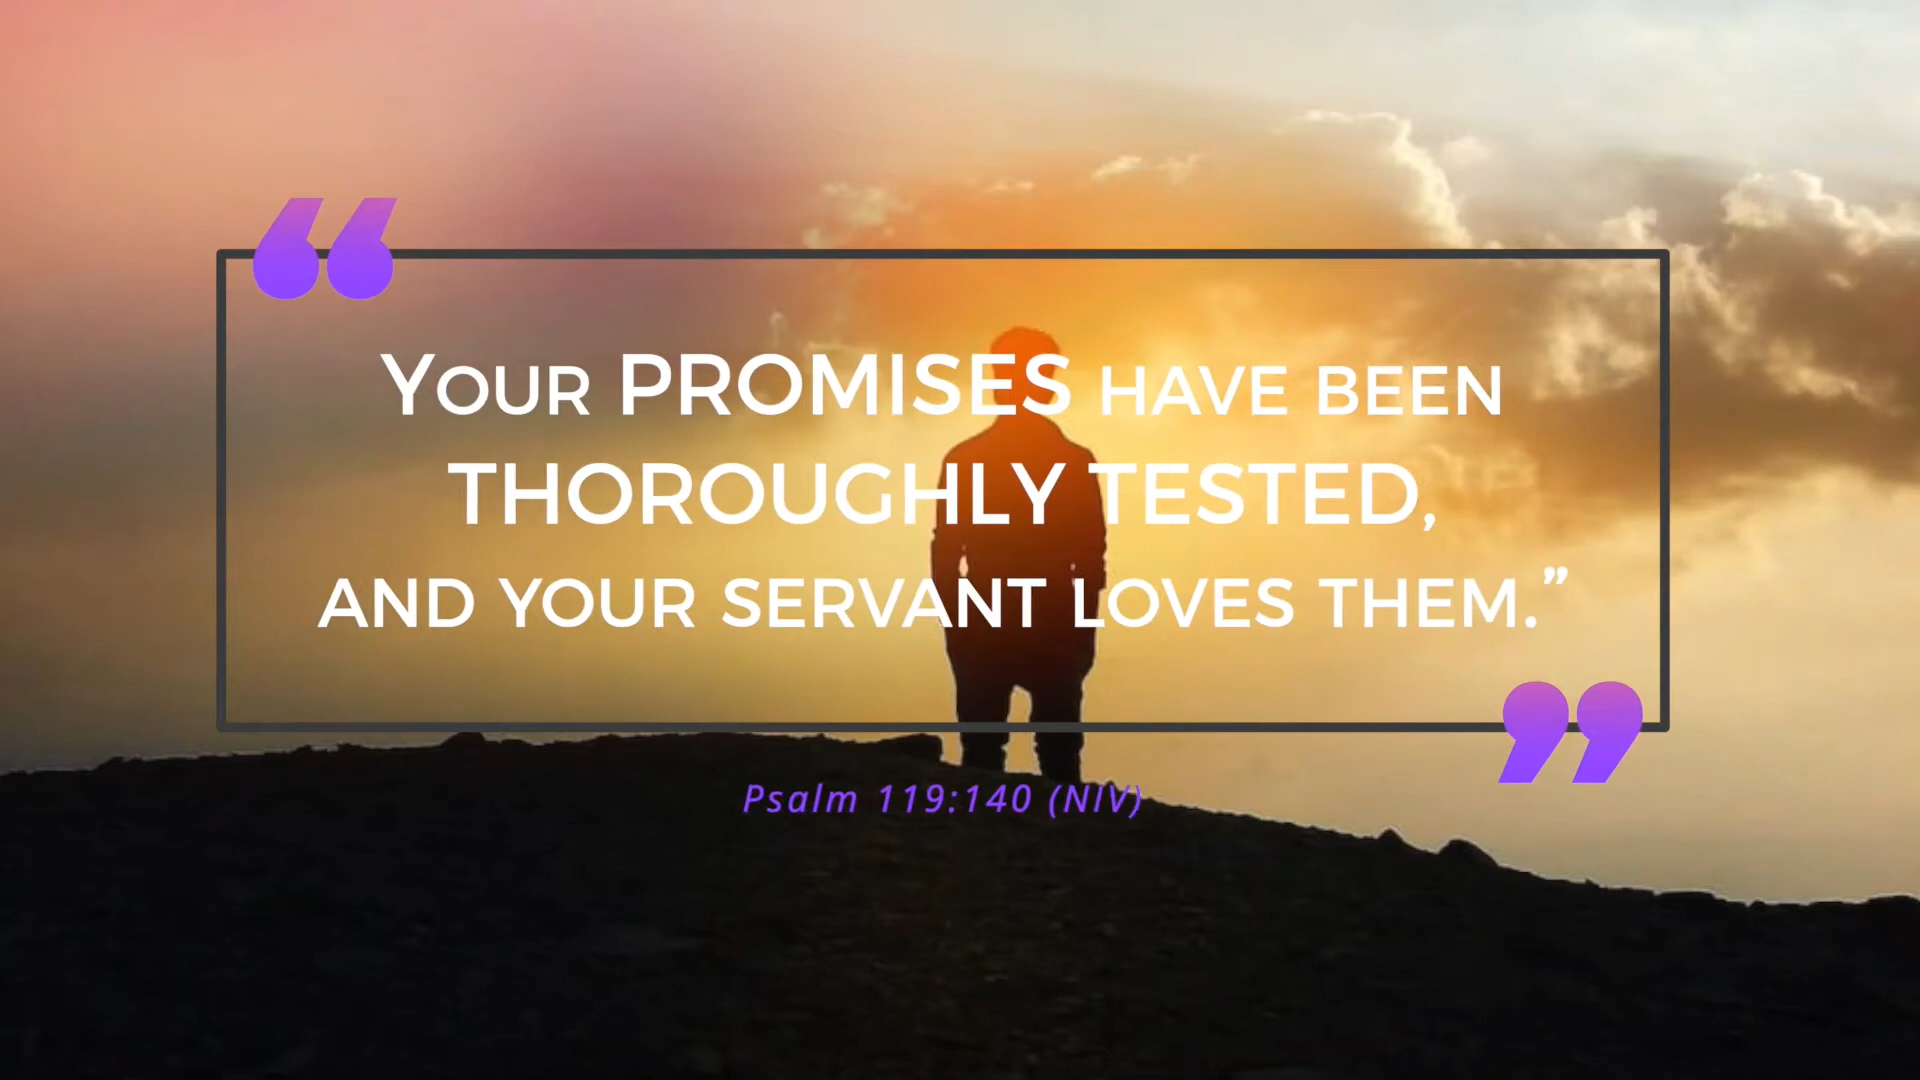 “
Your PROMISES have been
THOROUGHLY TESTED,
and your servant loves them.”
”
Psalm 119:140 (NIV)